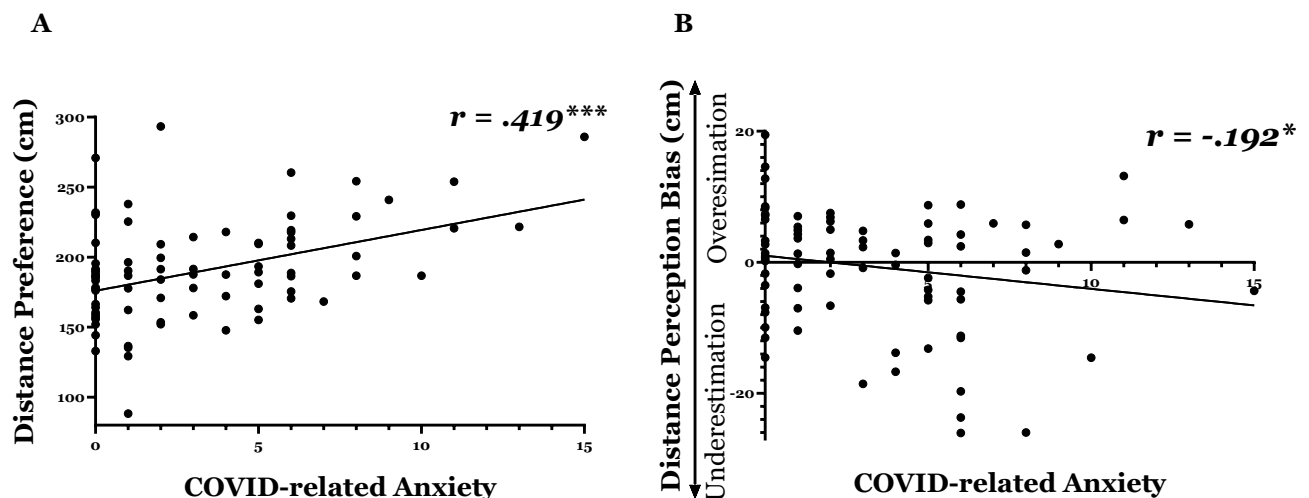 A
r = .419***
Distance Preference (cm)
300
250
200
150
100
0
5
10
15
COVID-related Anxiety
B
r = -.192*
Distance Perception Bias (cm)
Overesimation
Underestimation
20
0
-20
5
10
15
COVID-related Anxiety